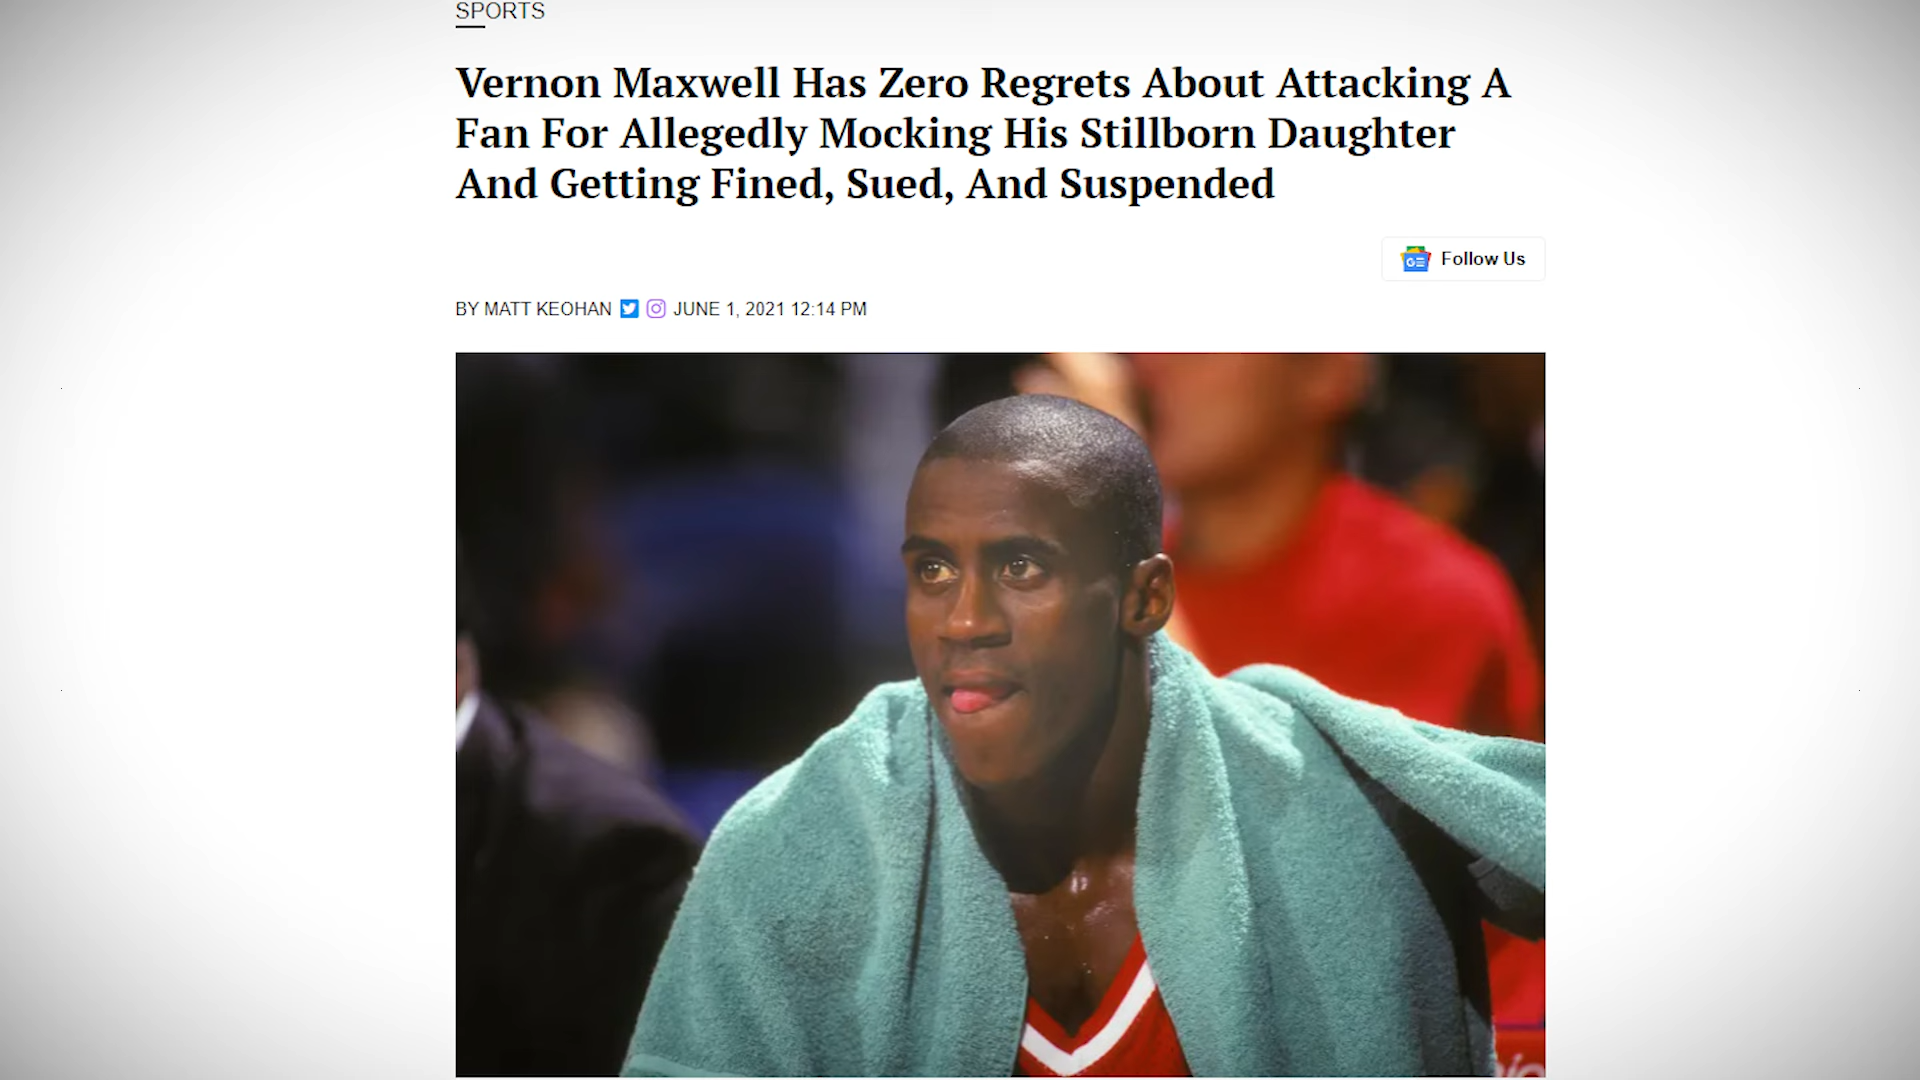 SPORTS
Vernon Maxwell Has Zero Regrets About Attacking A
Fan For Allegedly Mocking His Stillborn Daughter
And Getting Fined, Sued, And Suspended
Follow Us
BY MATT KEOHAN JUNE 1, 2021 12:14 PM